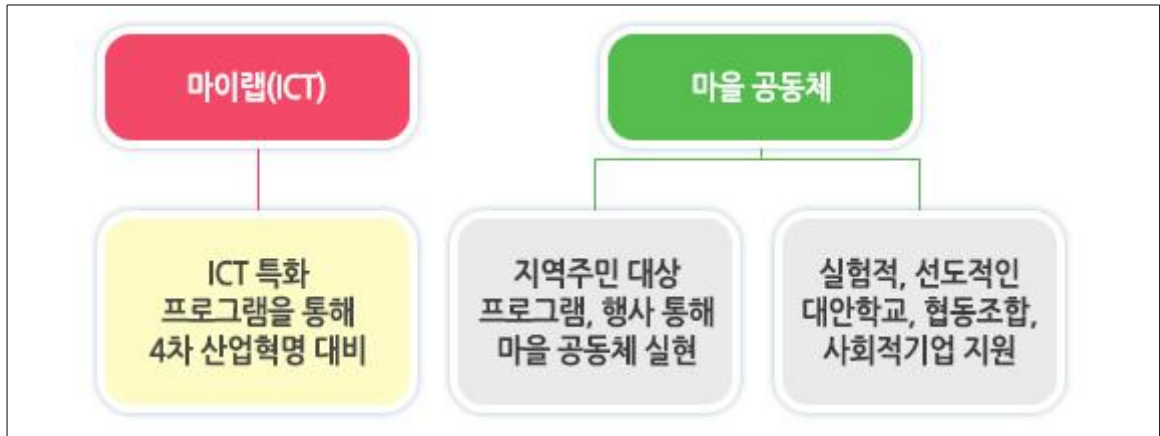 마이랩(ICT)
마을 공동체
ICT 특화
프로그램을 통해
4차 산업혁명 대비
지역주민 대상
프로그램, 행사 통해
마을 공동체 실현
실험적, 선도적인
대안학교, 협동조합,
사회적기업 지원